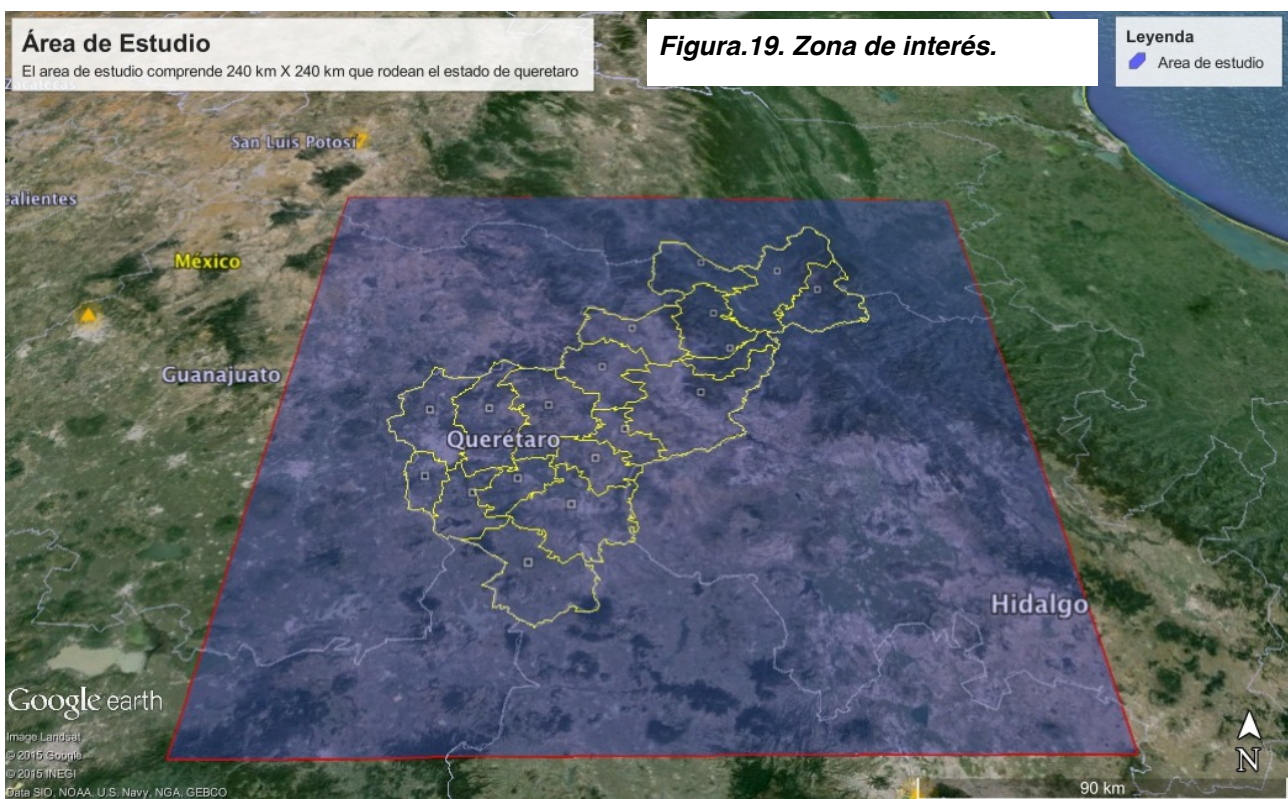 Área de Estudio
El area de estudio comprende 240 km X 240 km que rodean el estado de queretaro
Figura.19. Zona de interés.
Leyenda
Area de estudio
San Luis Potosí
calientes
México
Guanajuato
Querétaro
Hidalgo
Google earth
Image Landsat
© 2015 Google
© 2015 INEGI
Data SIO, NOAA, U.S. Navy, NGA, GEBCO
90 km
N